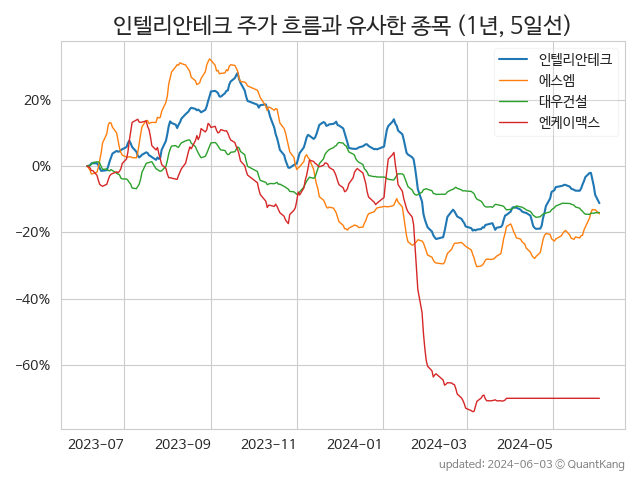 인텔리안테크 주가 흐름과 유사한 종목 (1년, 5일선)
인텔리안테크
에스엠
대우건설
엔케이맥스
20%
0%
−20%
−40%
−60%
2023-07 2023-09 2023-11 2024-01 2024-03 2024-05
updated: 2024-06-03 © QuantKang